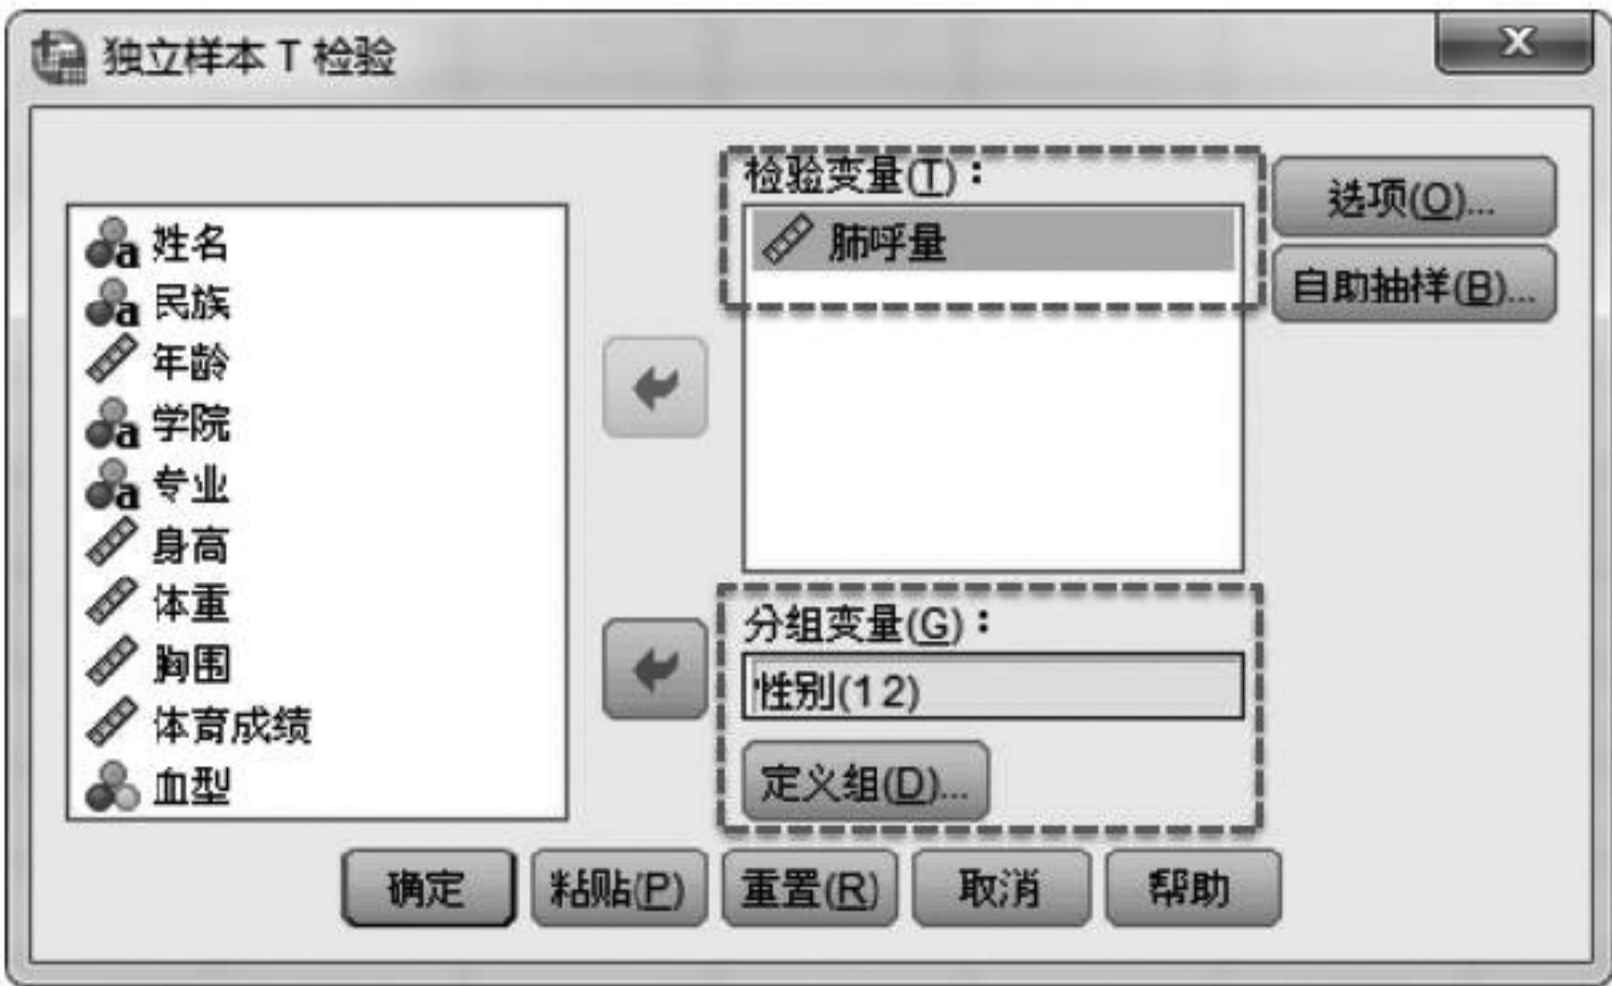 独立样本 T 检验
检验变量(T)：
选项(O)...
肺呼量
自助抽样(B)...
姓名
民族
年龄
学院
专业
身高
体重
胸围
体育成绩
血型
分组变量(G)：
性别(1 2)
定义组(D)...
确定
粘贴(P)
重置(R)
取消
帮助